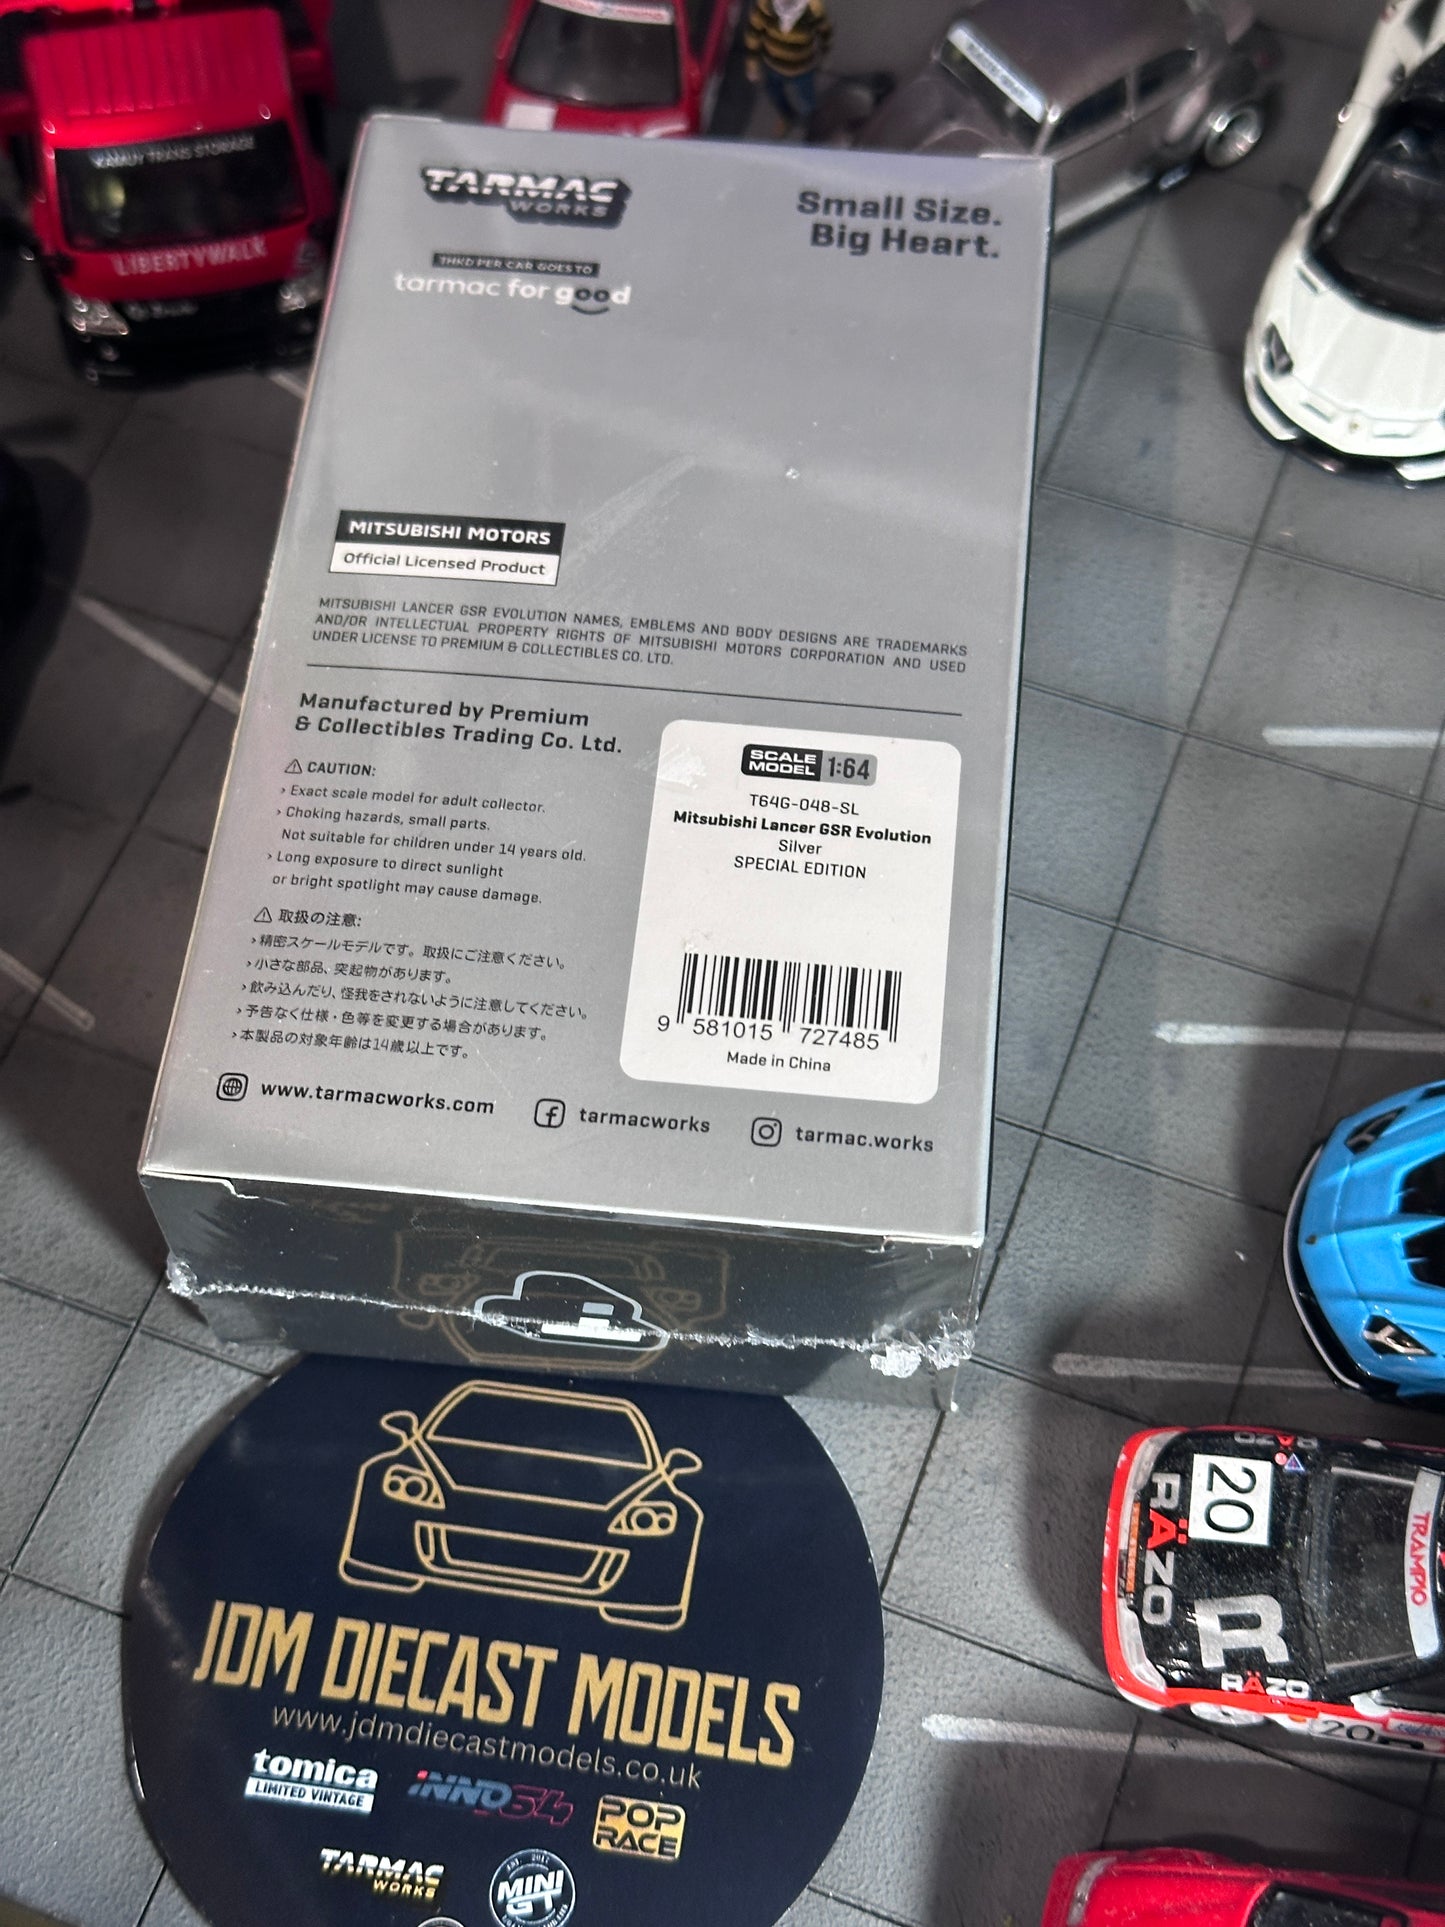 KAMUY TRANS STORAGE
LIBERTYWALK
TARMAC
WORKS
Small Size.
Big Heart.
1HKD PER CAR GOES TO
tarmac for good
MITSUBISHI MOTORS
Official Licensed Product
MITSUBISHI LANCER GSR EVOLUTION NAMES, EMBLEMS AND BODY DESIGNS ARE TRADEMARKS
AND/OR INTELLECTUAL PROPERTY RIGHTS OF MITSUBISHI MOTORS CORPORATION AND USED
UNDER LICENSE TO PREMIUM & COLLECTIBLES CO. LTD.
Manufactured by Premium
& Collectibles Trading Co. Ltd.
⚠ CAUTION:
› Exact scale model for adult collector.
› Choking hazards, small parts.
Not suitable for children under 14 years old.
› Long exposure to direct sunlight
or bright spotlight may cause damage.
⚠ 取扱の注意:
› 精密スケールモデルです。取扱にご注意ください。
› 小さな部品、突起物があります。
› 飲み込んだり、怪我をされないように注意してください。
› 予告なく仕様・色等を変更する場合があります。
› 本製品の対象年齢は14歳以上です。
SCALE
MODEL 1:64
T64G-048-SL
Mitsubishi Lancer GSR Evolution
Silver
SPECIAL EDITION
9 581015 727485
Made in China
www.tarmacworks.com
tarmacworks
tarmac.works
JDM DIECAST MODELS
www.jdmdiecastmodels.co.uk
tomica
LIMITED VINTAGE
INNO64
POP
RACE
TARMAC
WORKS
EST. 2017
MINI
GT
RÄZO
20
RÄZO
TRAMPIO
R
RÄZO
20